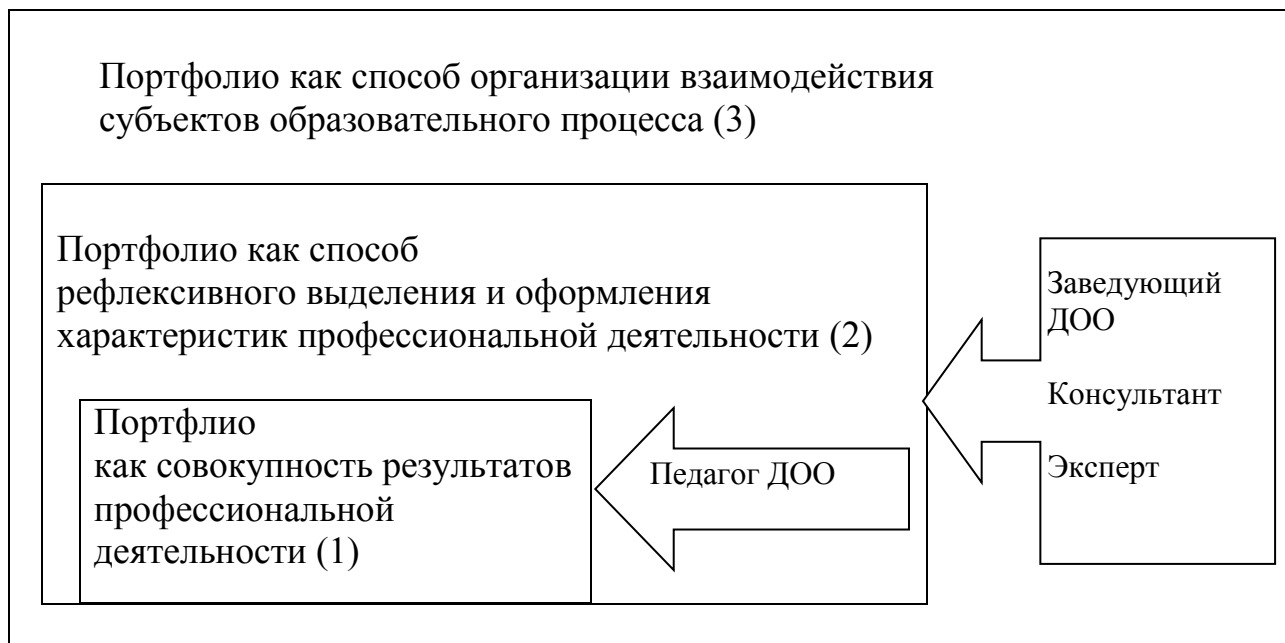 Портфолио как способ организации взаимодействия
субъектов образовательного процесса (3)
Портфолио как способ
рефлексивного выделения и оформления
характеристик профессиональной деятельности (2)
Портфлио
как совокупность результатов
профессиональной
деятельности (1)
Педагог ДОО
Заведующий
ДОО
Консультант
Эксперт